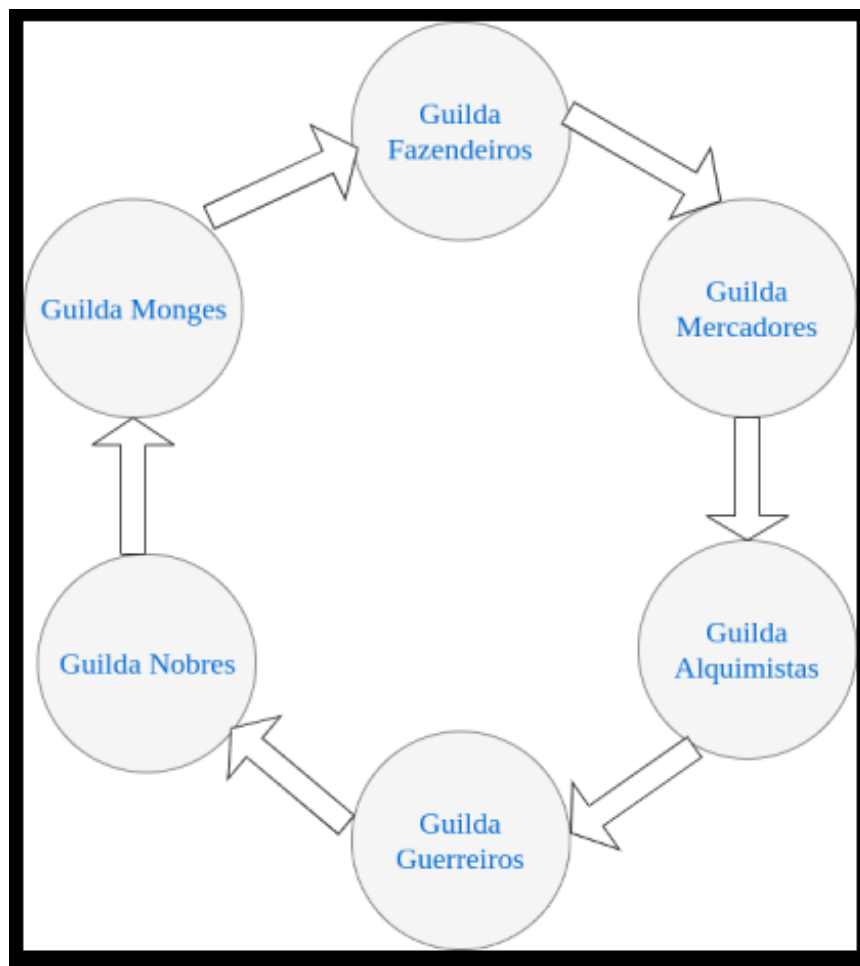 Guilda
Fazendeiros
Guilda
Mercadores
Guilda
Alquimistas
Guilda
Guerreiros
Guilda Nobres
Guilda Monges